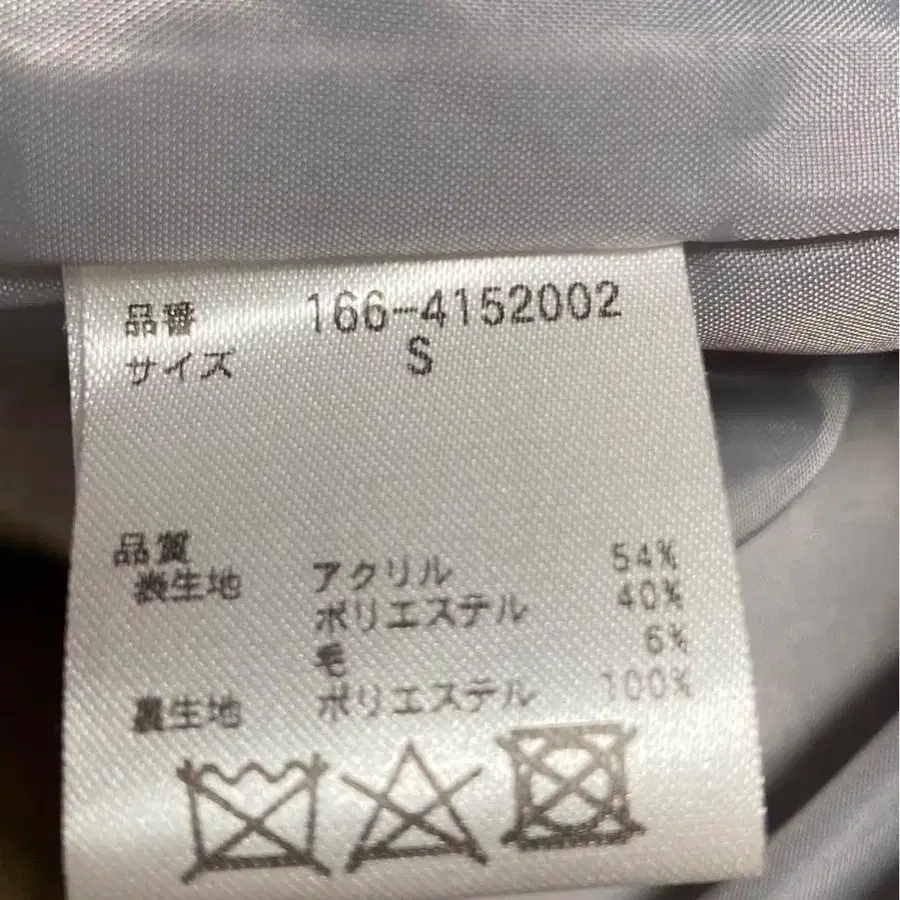 品番 166-4152002
サイズ S
品質
表生地 アクリル 54%
ポリエステル 40%
毛 6%
裏生地 ポリエステル 100%